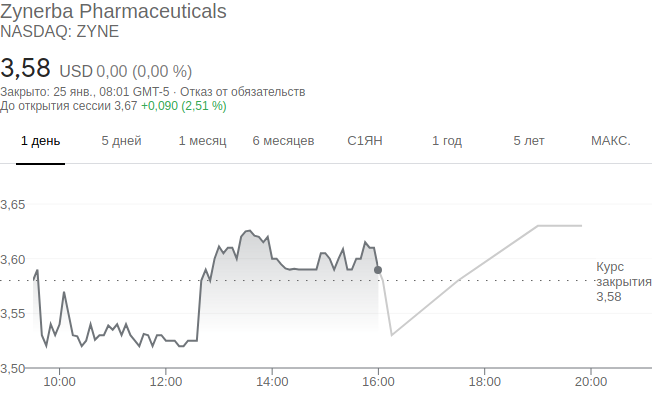 Zynerba Pharmaceuticals
NASDAQ: ZYNE
3,58 USD 0,00 (0,00 %)
Закрыто: 25 янв., 08:01 GMT-5 · Отказ от обязательств
До открытия сессии 3,67 +0,090 (2,51 %)
1 день 5 дней 1 месяц 6 месяцев С1ЯН 1 год 5 лет МАКС.
3,65
3,60
Курс
закрытия
3,58
3,55
3,50
10:00 12:00 14:00 16:00 18:00 20:00